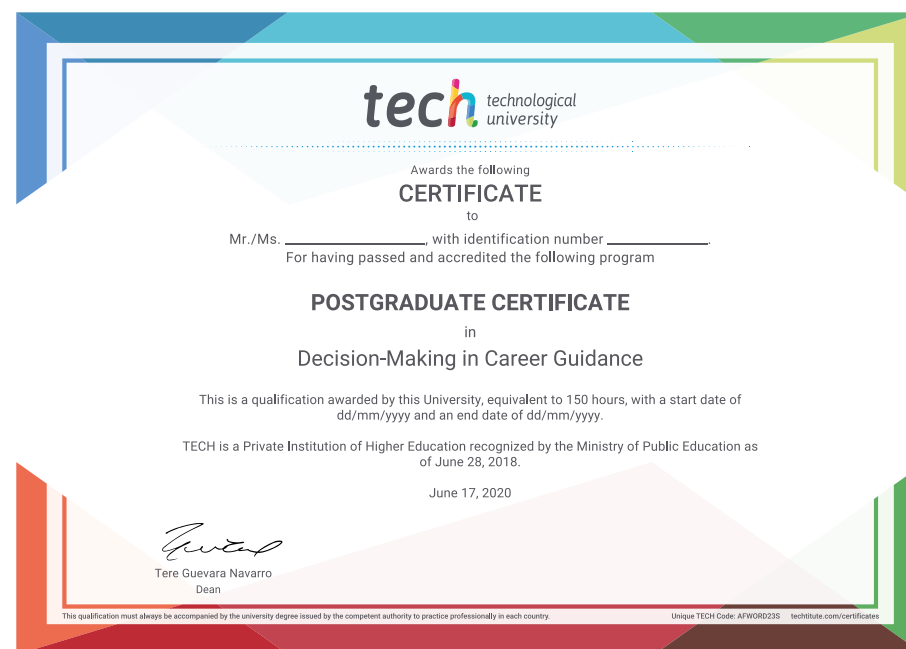 tech technological
university
Awards the following
CERTIFICATE
to
Mr./Ms. ____________________, with identification number ______________.
For having passed and accredited the following program
POSTGRADUATE CERTIFICATE
in
Decision-Making in Career Guidance
This is a qualification awarded by this University, equivalent to 150 hours, with a start date of
dd/mm/yyyy and an end date of dd/mm/yyyy.
TECH is a Private Institution of Higher Education recognized by the Ministry of Public Education as
of June 28, 2018.
June 17, 2020
Tere Guevara Navarro
Dean
This qualification must always be accompanied by the university degree issued by the competent authority to practice professionally in each country. Unique TECH Code: AFWORD23S techtitute.com/certificates